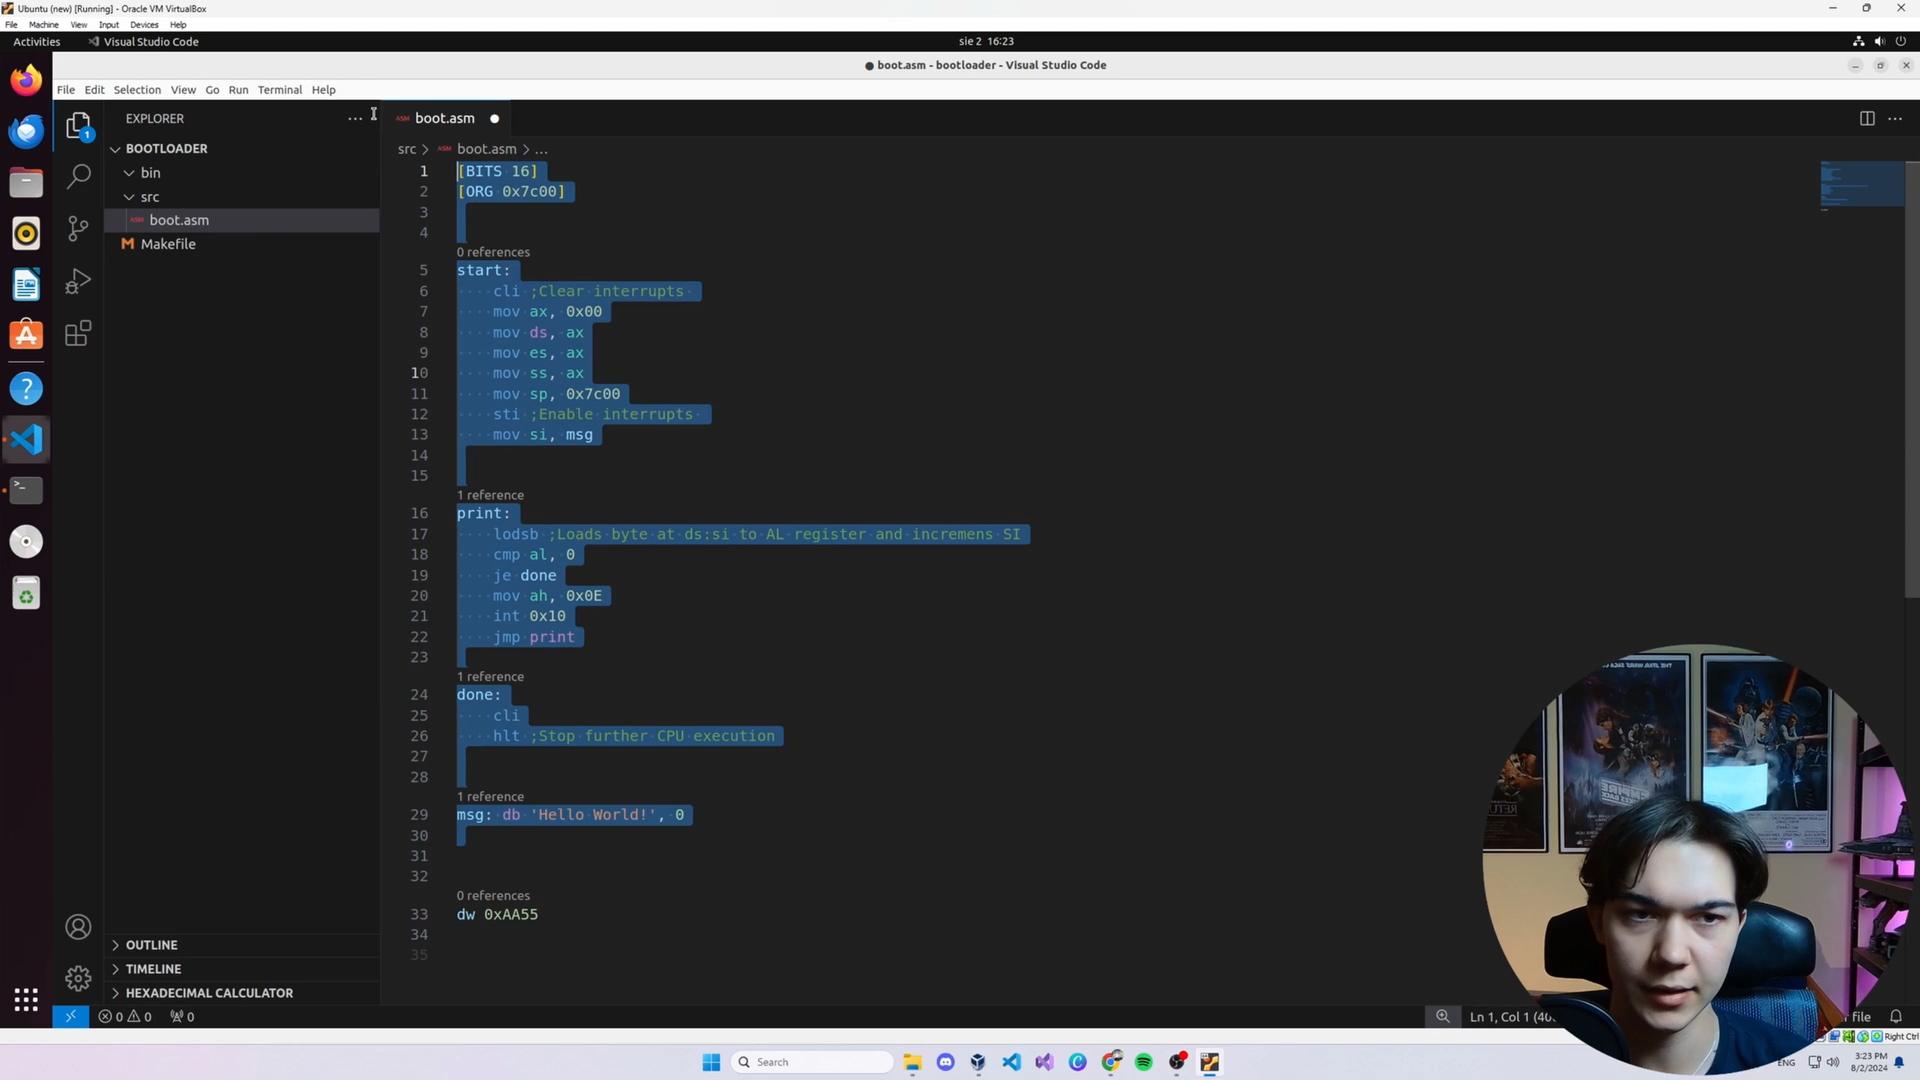 Ubuntu (new) [Running] - Oracle VM VirtualBox
File Machine View Input Devices Help
Activities Visual Studio Code sie 2 16:23
● boot.asm - bootloader - Visual Studio Code
File Edit Selection View Go Run Terminal Help
EXPLORER
1
BOOTLOADER
bin
src
ASM boot.asm
M Makefile
OUTLINE
TIMELINE
HEXADECIMAL CALCULATOR
ASM boot.asm
src > ASM boot.asm > ...
1 [BITS 16]
2 [ORG 0x7c00]
3
4
0 references
5 start:
6 cli ;Clear interrupts
7 mov ax, 0x00
8 mov ds, ax
9 mov es, ax
10 mov ss, ax
11 mov sp, 0x7c00
12 sti ;Enable interrupts
13 mov si, msg
14
15
1 reference
16 print:
17 lodsb ;Loads byte at ds:si to AL register and incremens SI
18 cmp al, 0
19 je done
20 mov ah, 0x0E
21 int 0x10
22 jmp print
23
1 reference
24 done:
25 cli
26 hlt ;Stop further CPU execution
27
28
1 reference
29 msg: db 'Hello World!', 0
30
31
32
0 references
33 dw 0xAA55
34
35
0 0 0
Ln 1, Col 1
file
Right Ctrl
Search
ENG
3:23 PM
8/2/2024